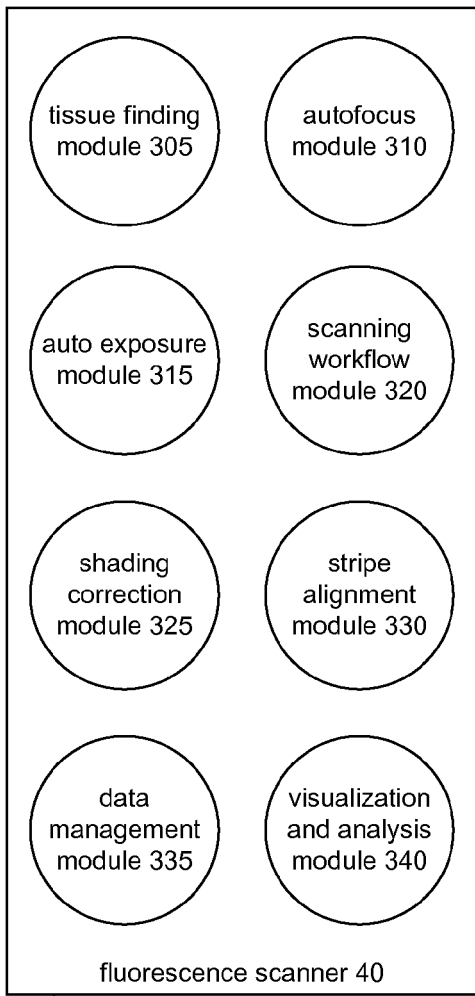 tissue finding
module 305
autofocus
module 310
auto exposure
module 315
scanning
workflow
module 320
shading
correction
module 325
stripe
alignment
module 330
data
management
module 335
visualization
and analysis
module 340
fluorescence scanner 40